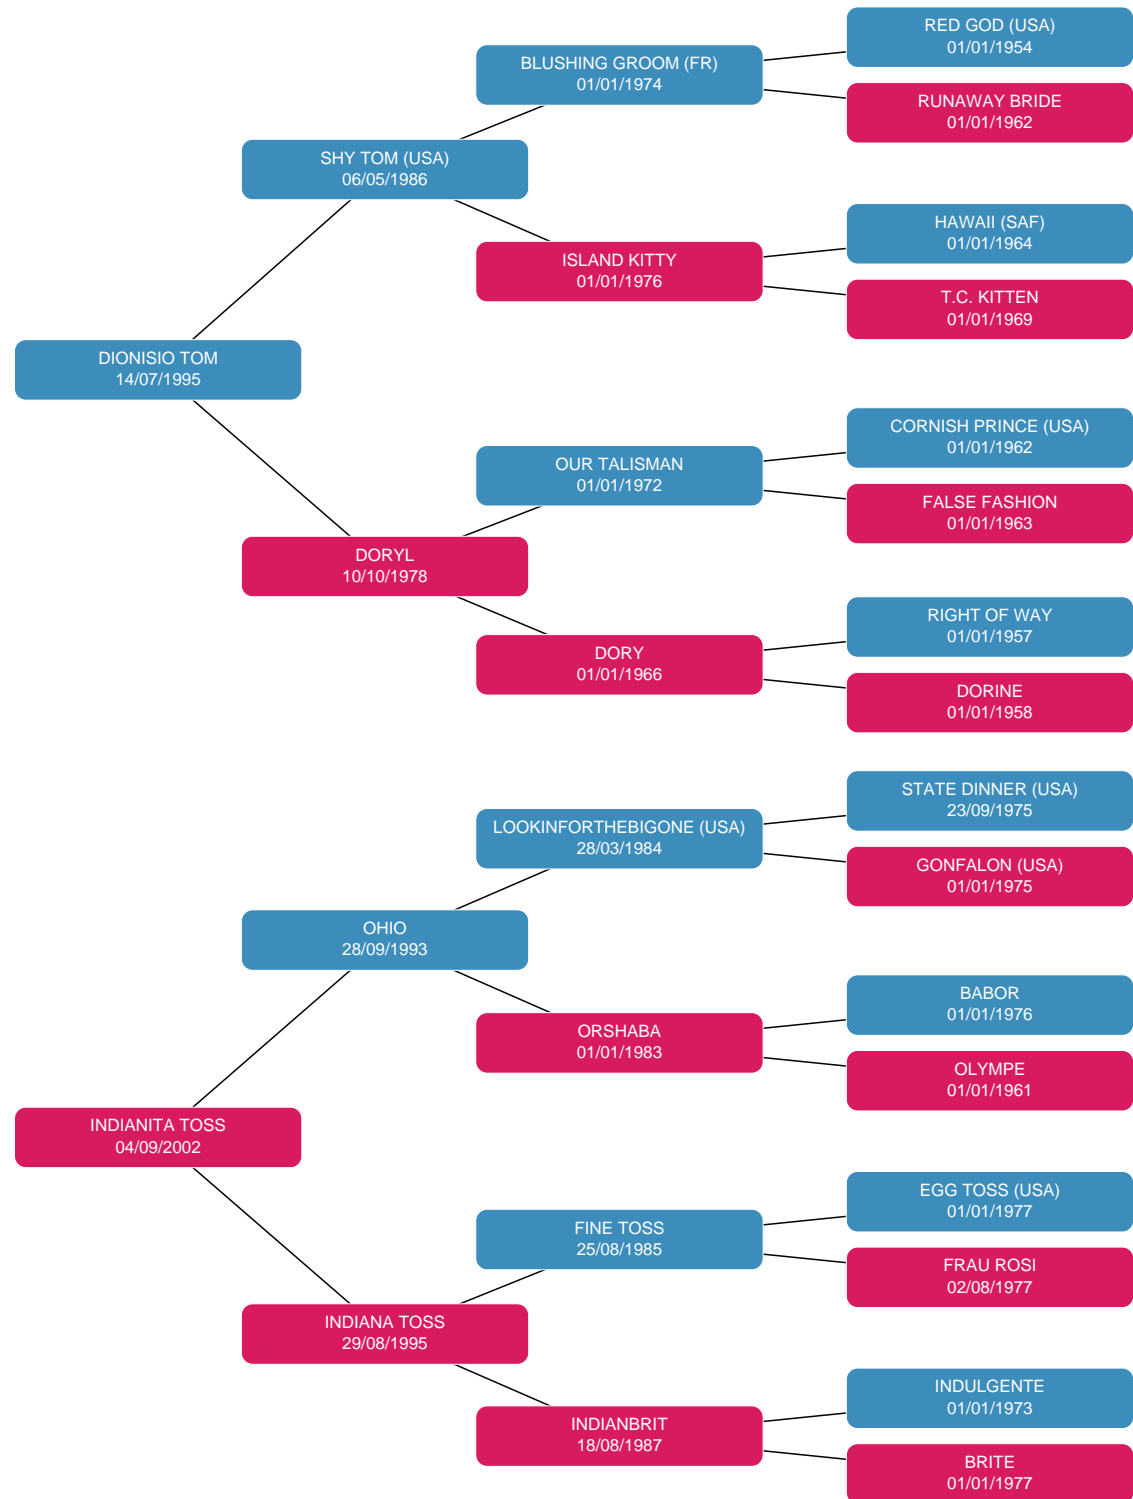 RED GOD (USA)
01/01/1954
BLUSHING GROOM (FR)
01/01/1974
RUNAWAY BRIDE
01/01/1962
SHY TOM (USA)
06/05/1986
HAWAII (SAF)
01/01/1964
ISLAND KITTY
01/01/1976
T.C. KITTEN
01/01/1969
DIONISIO TOM
14/07/1995
CORNISH PRINCE (USA)
01/01/1962
OUR TALISMAN
01/01/1972
FALSE FASHION
01/01/1963
DORYL
10/10/1978
RIGHT OF WAY
01/01/1957
DORY
01/01/1966
DORINE
01/01/1958
STATE DINNER (USA)
23/09/1975
LOOKINFORTHEBIGONE (USA)
28/03/1984
GONFALON (USA)
01/01/1975
OHIO
28/09/1993
BABOR
01/01/1976
ORSHABA
01/01/1983
OLYMPE
01/01/1961
INDIANITA TOSS
04/09/2002
EGG TOSS (USA)
01/01/1977
FINE TOSS
25/08/1985
FRAU ROSI
02/08/1977
INDIANA TOSS
29/08/1995
INDULGENTE
01/01/1973
INDIANBRIT
18/08/1987
BRITE
01/01/1977